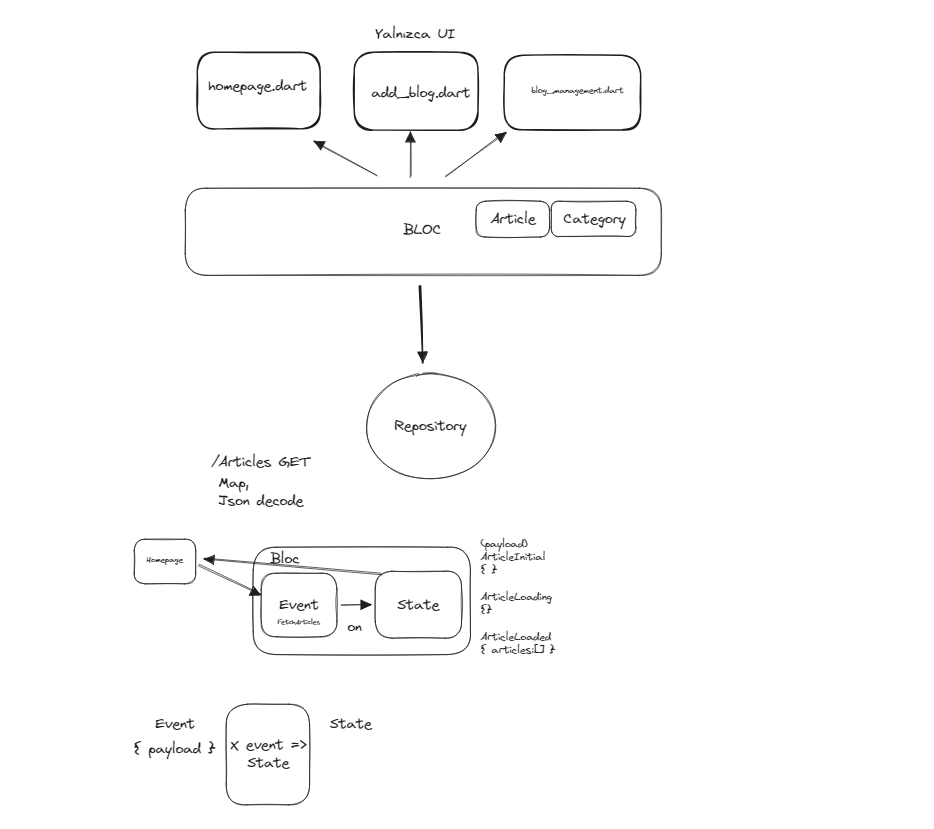 Yalnızca UI
homepage.dart
add_blog.dart
blog_management.dart
BLOC
Article
Category
Repository
/Articles GET
Map,
Json decode
Homepage
Bloc
Event
FetchArticles
on
State
(payload)
ArticleInitial
{ }
ArticleLoading
{}
ArticleLoaded
{ articles:[] }
Event
{ payload }
X event =>
State
State